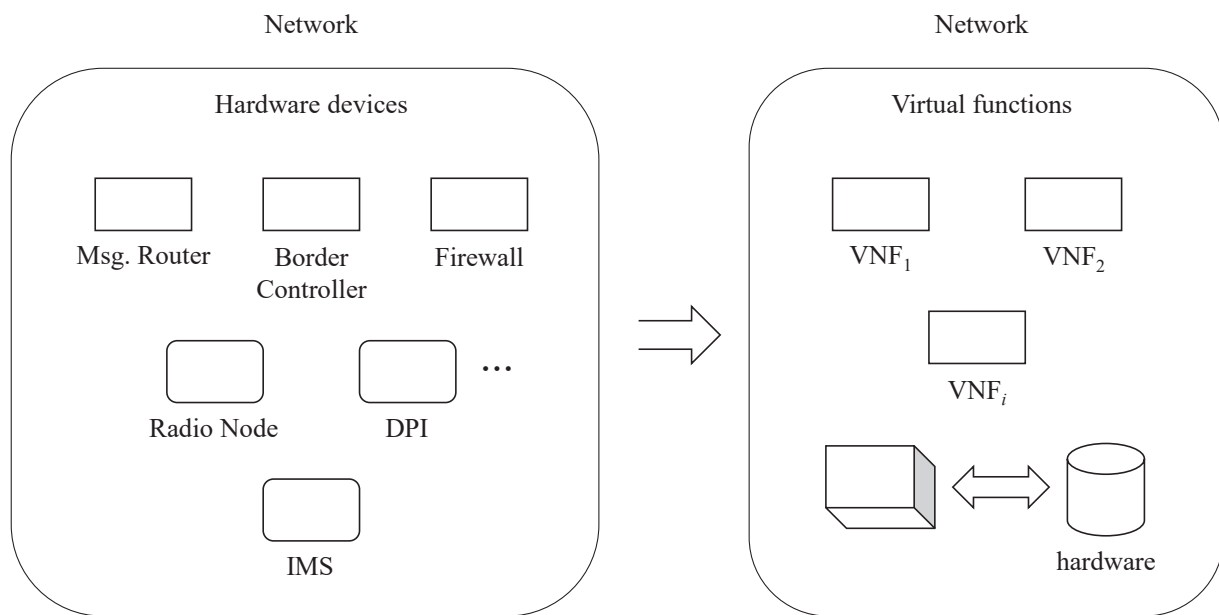 Network
Hardware devices
Msg. Router
Border
Controller
Firewall
Radio Node
DPI
...
IMS
Network
Virtual functions
VNF1
VNF2
VNFi
hardware